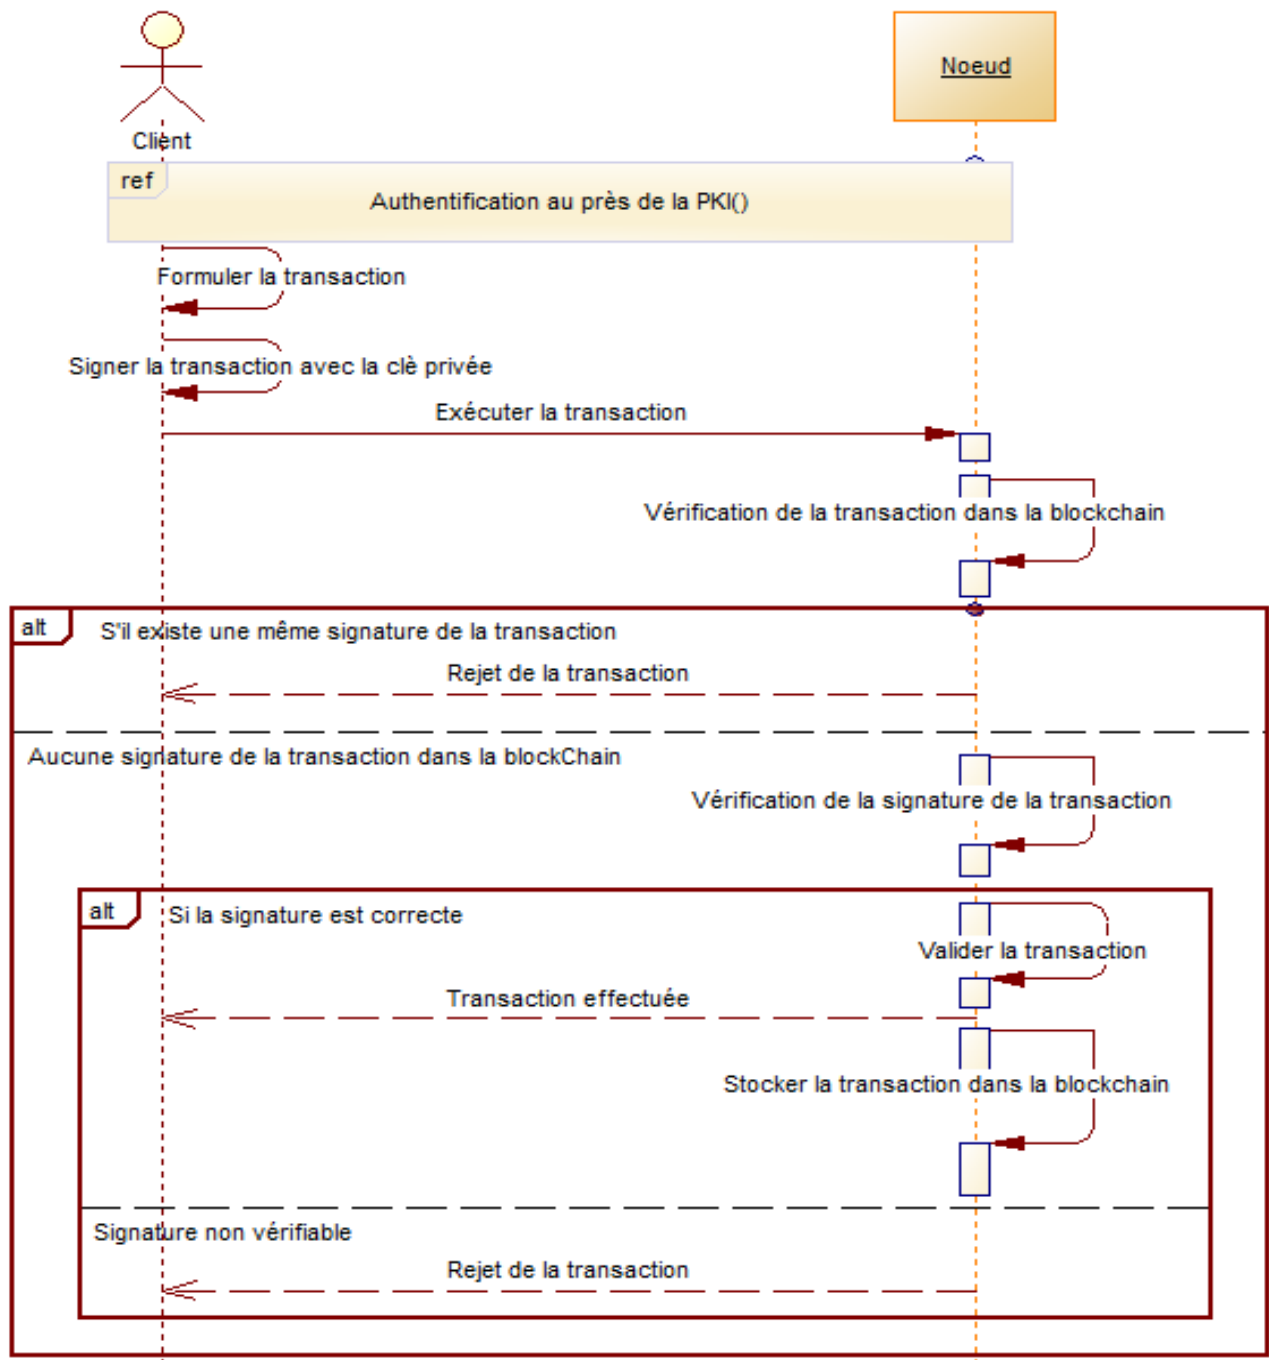 Noeud
Client
ref
Authentification au près de la PKI()
Formuler la transaction
Signer la transaction avec la clè privée
Exécuter la transaction
Vérification de la transaction dans la blockchain
alt
S'il existe une même signature de la transaction
Rejet de la transaction
Aucune signature de la transaction dans la blockChain
Vérification de la signature de la transaction
alt
Si la signature est correcte
Valider la transaction
Transaction effectuée
Stocker la transaction dans la blockchain
Signature non vérifiable
Rejet de la transaction